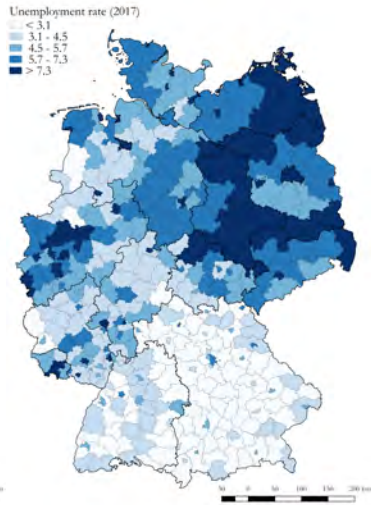 Unemployment rate (2017)
< 3.1
3.1 - 4.5
4.5 - 5.7
5.7 - 7.3
> 7.3
50 0 50 100 150 200 km